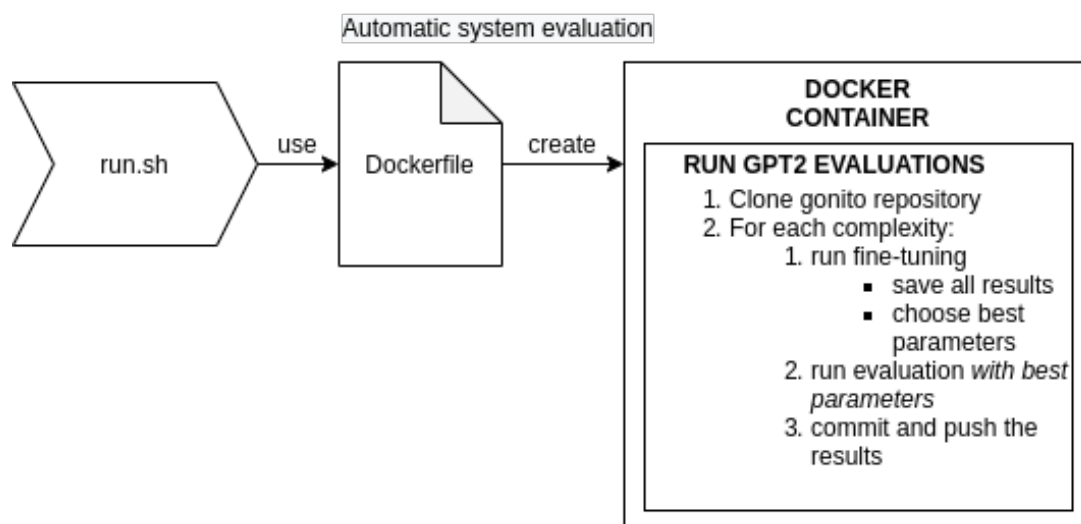 Automatic system evaluation
run.sh
use
Dockerfile
create
DOCKER
CONTAINER
RUN GPT2 EVALUATIONS
1. Clone gonito repository
2. For each complexity:
1. run fine-tuning
▪ save all results
▪ choose best
parameters
2. run evaluation with best
parameters
3. commit and push the
results